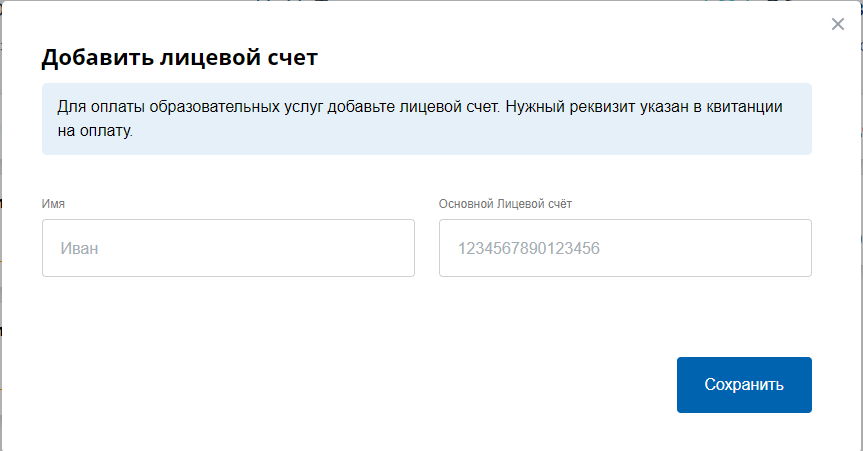 Добавить лицевой счет
Для оплаты образовательных услуг добавьте лицевой счет. Нужный реквизит указан в квитанции
на оплату.
Имя
Основной Лицевой счёт
Иван
1234567890123456
Сохранить